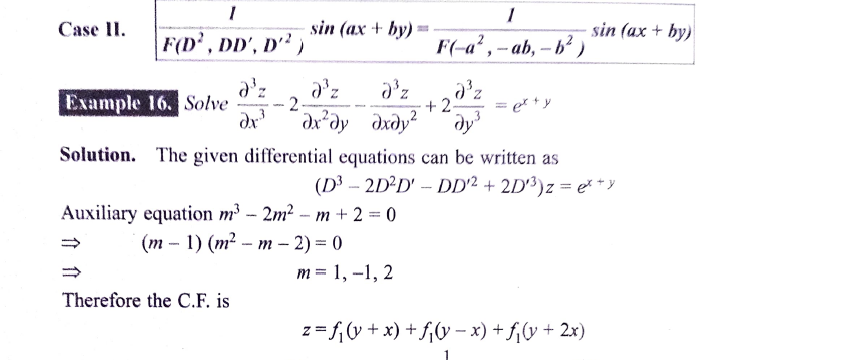 Case II. 1/F(D², DD′, D′²) sin (ax + by) = 1/F(–a², –ab, –b²) sin (ax + by)
Example 16. Solve ∂³z/∂x³ – 2 ∂³z/∂x²∂y – ∂³z/∂x∂y² + 2 ∂³z/∂y³ = e^(x + y)
Solution. The given differential equations can be written as
(D³ – 2D²D′ – DD′² + 2D′³) z = e^(x + y)
Auxiliary equation m³ – 2m² – m + 2 = 0
⇒ (m – 1) (m² – m – 2) = 0
⇒ m = 1, –1, 2
Therefore the C.F. is
z = f₁(y + x) + f₁(y – x) + f₁(y + 2x)
1